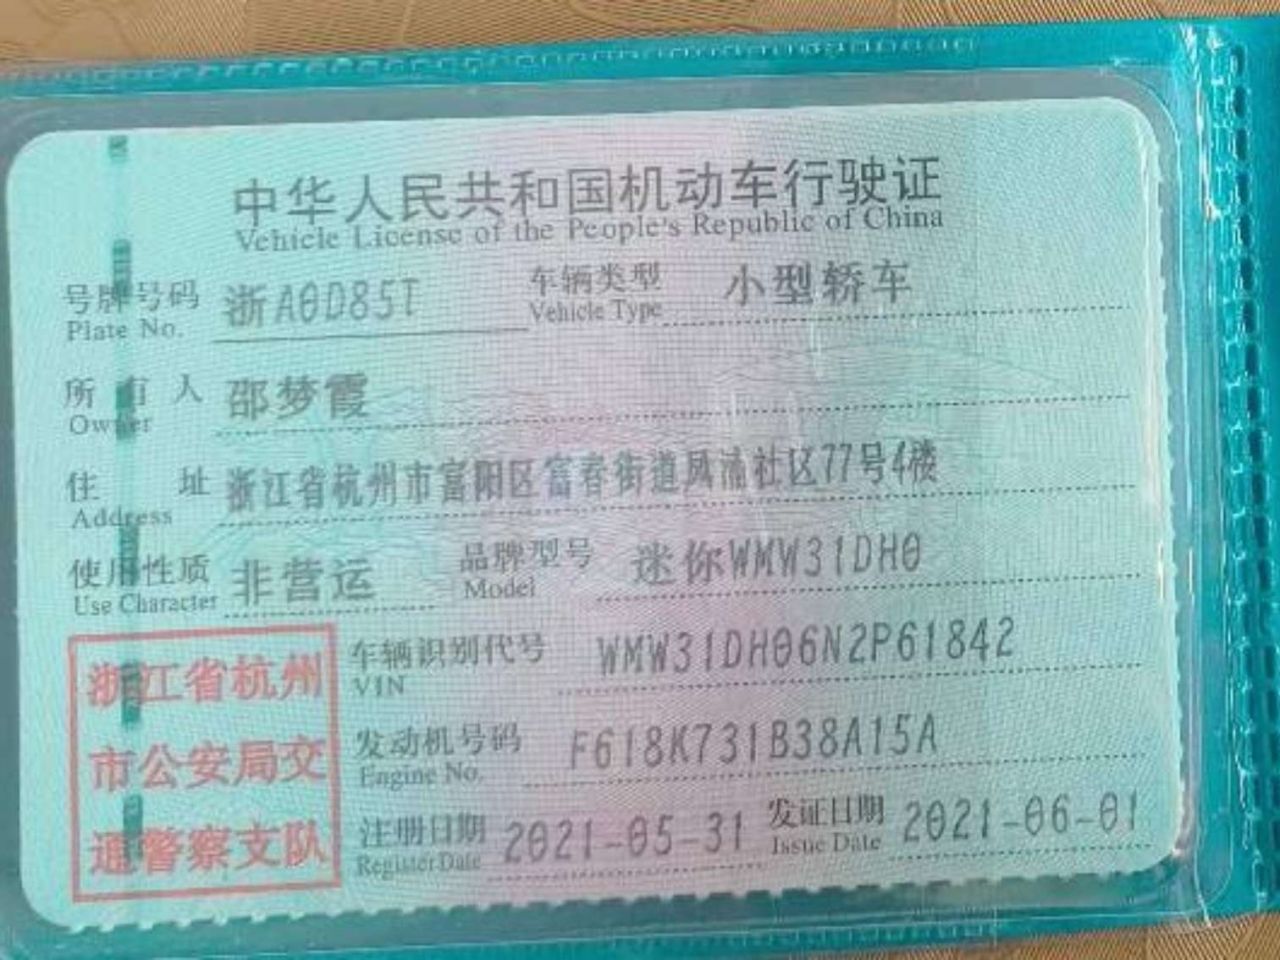 中华人民共和国机动车行驶证
Vehicle License of the People's Republic of China
号牌号码 浙A0D85T 车辆类型 小型轿车
Plate No. Vehicle Type
所有人 邵梦霞
Owner
住址 浙江省杭州市富阳区富春街道凤浦社区77号4楼
Address
使用性质 非营运 品牌型号 迷你WMW31DH0
Use Character Model
浙江省杭州 车辆识别代号 WMW31DH06N2P61842
VIN
市公安局交 发动机号码 F618K731B38A15A
Engine No.
通警察支队 注册日期 2021-05-31 发证日期 2021-06-01
Register Date Issue Date